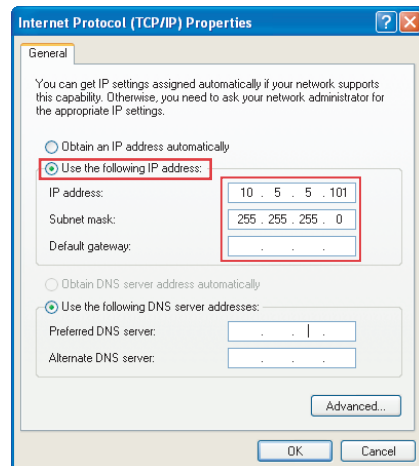 Internet Protocol (TCP/IP) Properties
General
You can get IP settings assigned automatically if your network supports
this capability. Otherwise, you need to ask your network administrator for
the appropriate IP settings.
Obtain an IP address automatically
Use the following IP address:
IP address: 10 . 5 . 5 . 101
Subnet mask: 255 . 255 . 255 . 0
Default gateway: . . .
Obtain DNS server address automatically
Use the following DNS server addresses:
Preferred DNS server: . . .
Alternate DNS server: . . .
Advanced...
OK Cancel